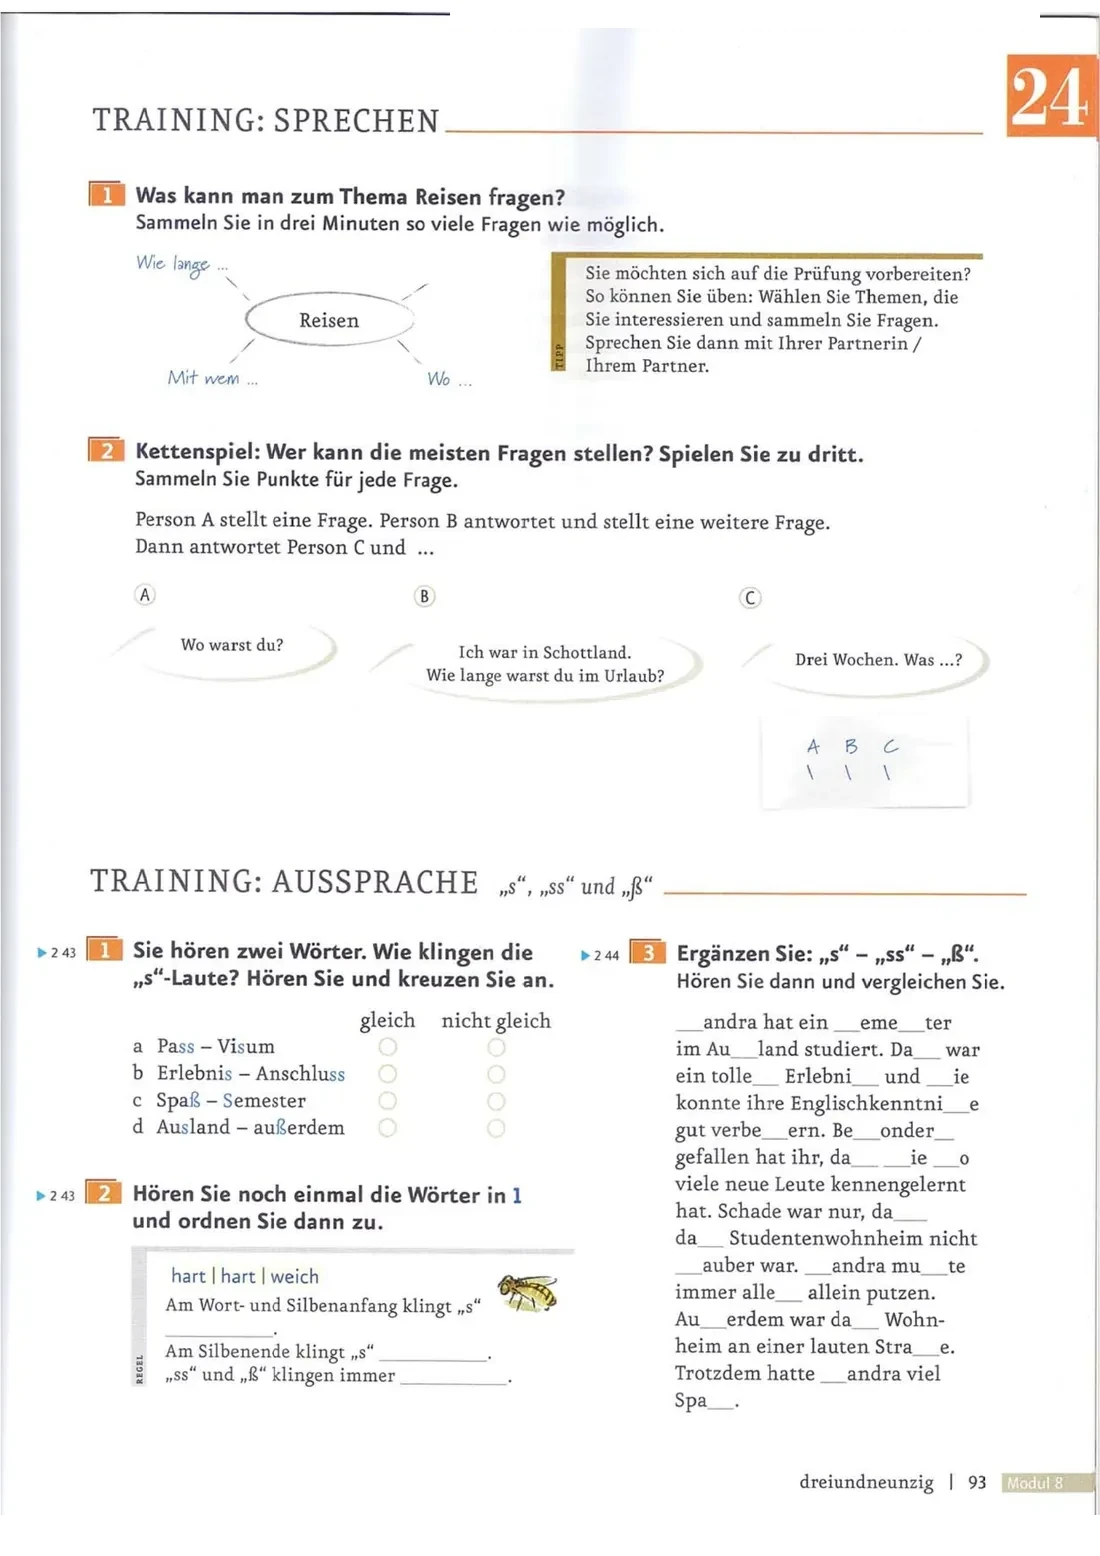 24
TRAINING: SPRECHEN
1 Was kann man zum Thema Reisen fragen?
Sammeln Sie in drei Minuten so viele Fragen wie möglich.
Wie lange ...
Reisen
Mit wem ...
Wo ...
TIPP
Sie möchten sich auf die Prüfung vorbereiten?
So können Sie üben: Wählen Sie Themen, die
Sie interessieren und sammeln Sie Fragen.
Sprechen Sie dann mit Ihrer Partnerin /
Ihrem Partner.
2 Kettenspiel: Wer kann die meisten Fragen stellen? Spielen Sie zu dritt.
Sammeln Sie Punkte für jede Frage.
Person A stellt eine Frage. Person B antwortet und stellt eine weitere Frage.
Dann antwortet Person C und ...
A
Wo warst du?
B
Ich war in Schottland.
Wie lange warst du im Urlaub?
C
Drei Wochen. Was ...?
A B C
\ \ \
TRAINING: AUSSPRACHE „s“, „ss“ und „ß“
▶ 2 43 1 Sie hören zwei Wörter. Wie klingen die
„s“-Laute? Hören Sie und kreuzen Sie an.
gleich nicht gleich
a Pass – Visum
b Erlebnis – Anschluss
c Spaß – Semester
d Ausland – außerdem
▶ 2 43 2 Hören Sie noch einmal die Wörter in 1
und ordnen Sie dann zu.
REGEL
hart | hart | weich
Am Wort- und Silbenanfang klingt „s“
__________.
Am Silbenende klingt „s“ __________.
„ss“ und „ß“ klingen immer __________.
▶ 2 44 3 Ergänzen Sie: „s“ – „ss“ – „ß“.
Hören Sie dann und vergleichen Sie.
__andra hat ein __eme__ter
im Au__land studiert. Da__ war
ein tolle__ Erlebni__ und __ie
konnte ihre Englischkenntni__e
gut verbe__ern. Be__onder__
gefallen hat ihr, da__ __ie __o
viele neue Leute kennengelernt
hat. Schade war nur, da__
da__ Studentenwohnheim nicht
__auber war. __andra mu__te
immer alle__ allein putzen.
Au__erdem war da__ Wohn-
heim an einer lauten Stra__e.
Trotzdem hatte __andra viel
Spa__.
dreiundneunzig | 93 Modul 8